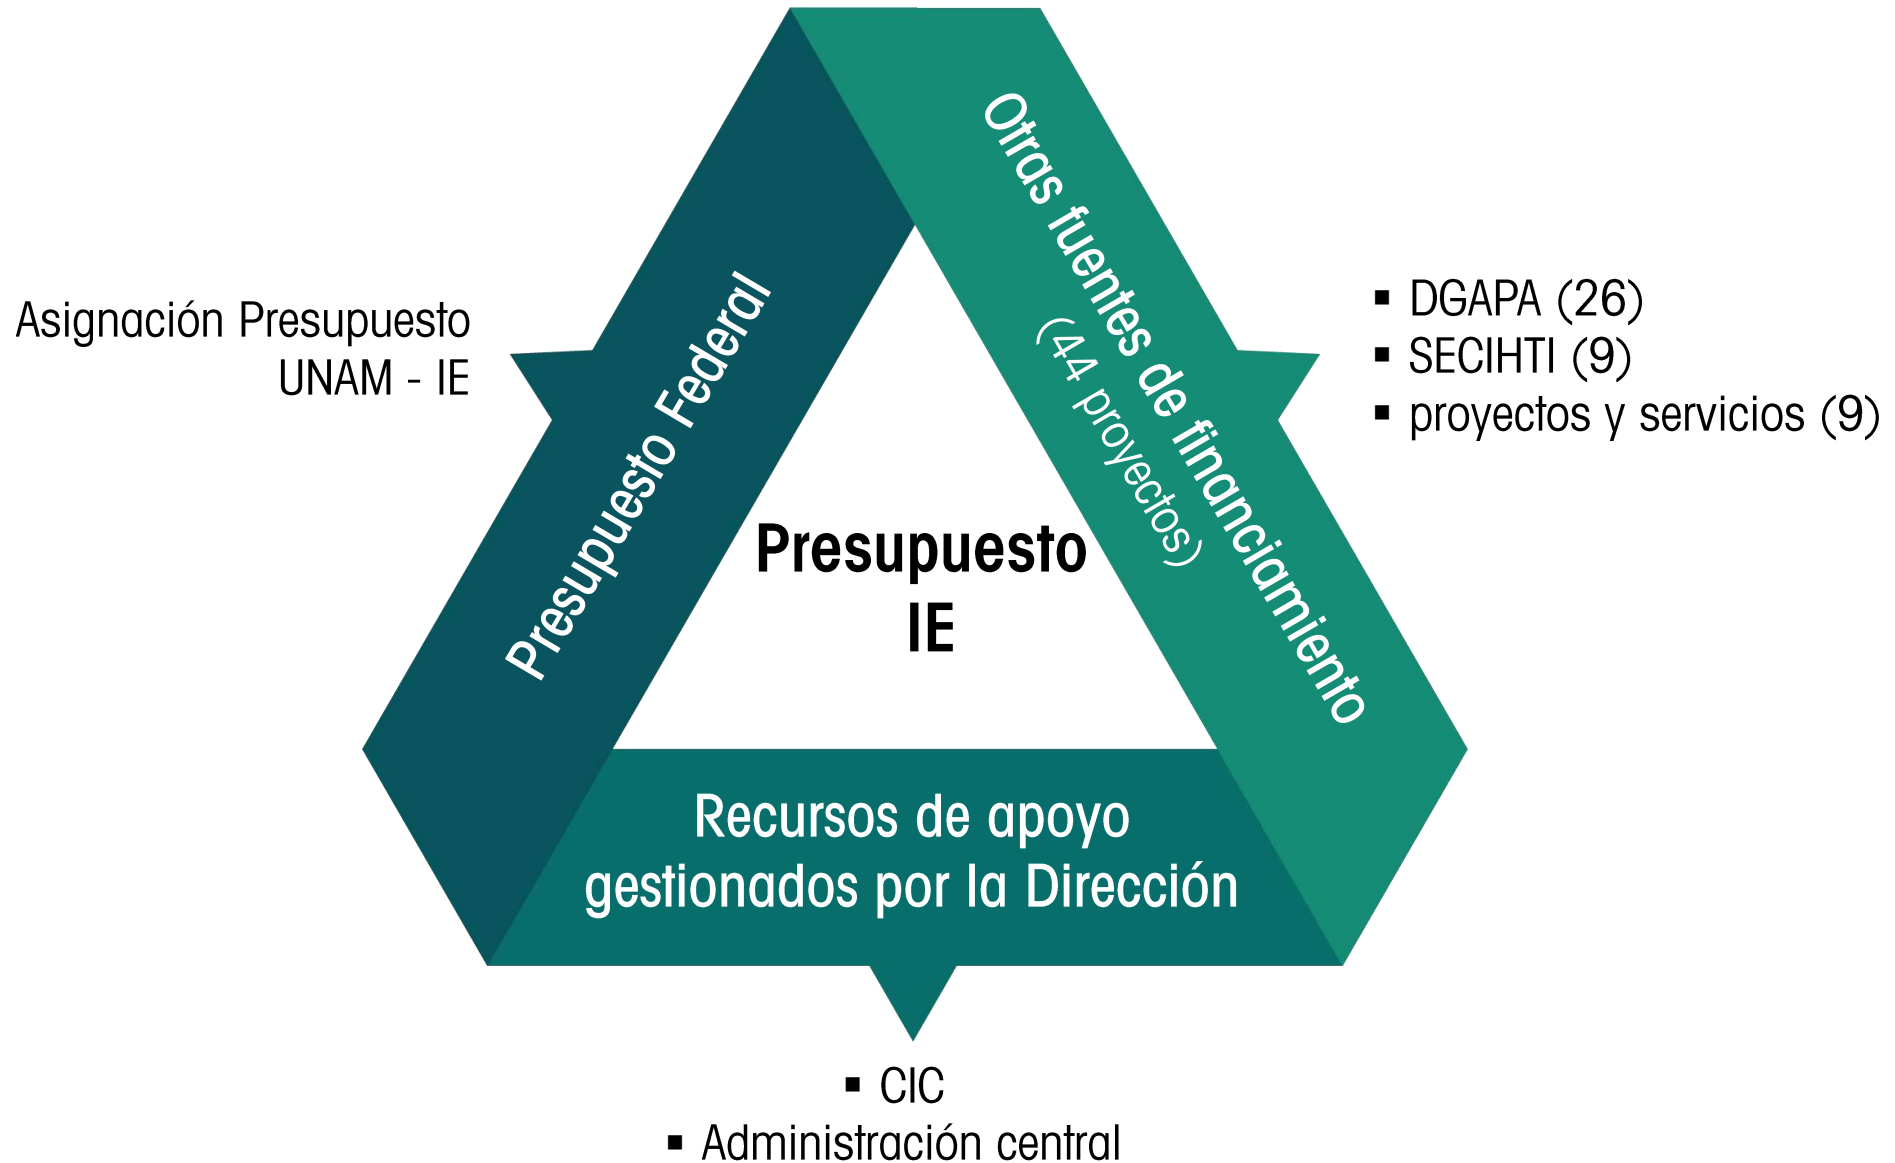 Asignación Presupuesto
UNAM - IE
Presupuesto Federal
Otras fuentes de financiamiento
(44 proyectos)
▪ DGAPA (26)
▪ SECIHTI (9)
▪ proyectos y servicios (9)
Presupuesto
IE
Recursos de apoyo
gestionados por la Dirección
▪ CIC
▪ Administración central